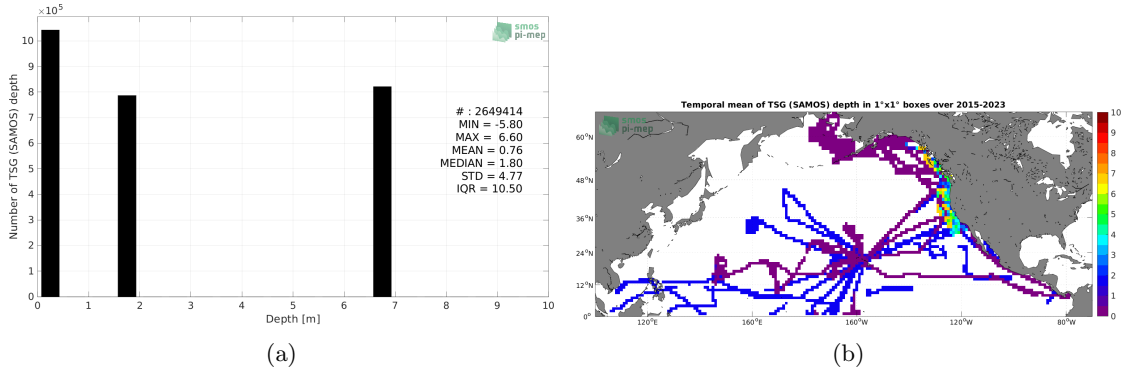 ×10⁵
10
9
8
7
6
5
4
3
2
1
0
Number of TSG (SAMOS) depth
smos
pi-mep
# : 2649414
MIN = -5.80
MAX = 6.60
MEAN = 0.76
MEDIAN = 1.80
STD = 4.77
IQR = 10.50
0 1 2 3 4 5 6 7 8 9 10
Depth [m]
(a)
Temporal mean of TSG (SAMOS) depth in 1°x1° boxes over 2015-2023
smos
pi-mep
60°N
48°N
36°N
24°N
12°N
0°
120°E 160°E 160°W 120°W 80°W
10
9
8
7
6
5
4
3
2
1
0
(b)